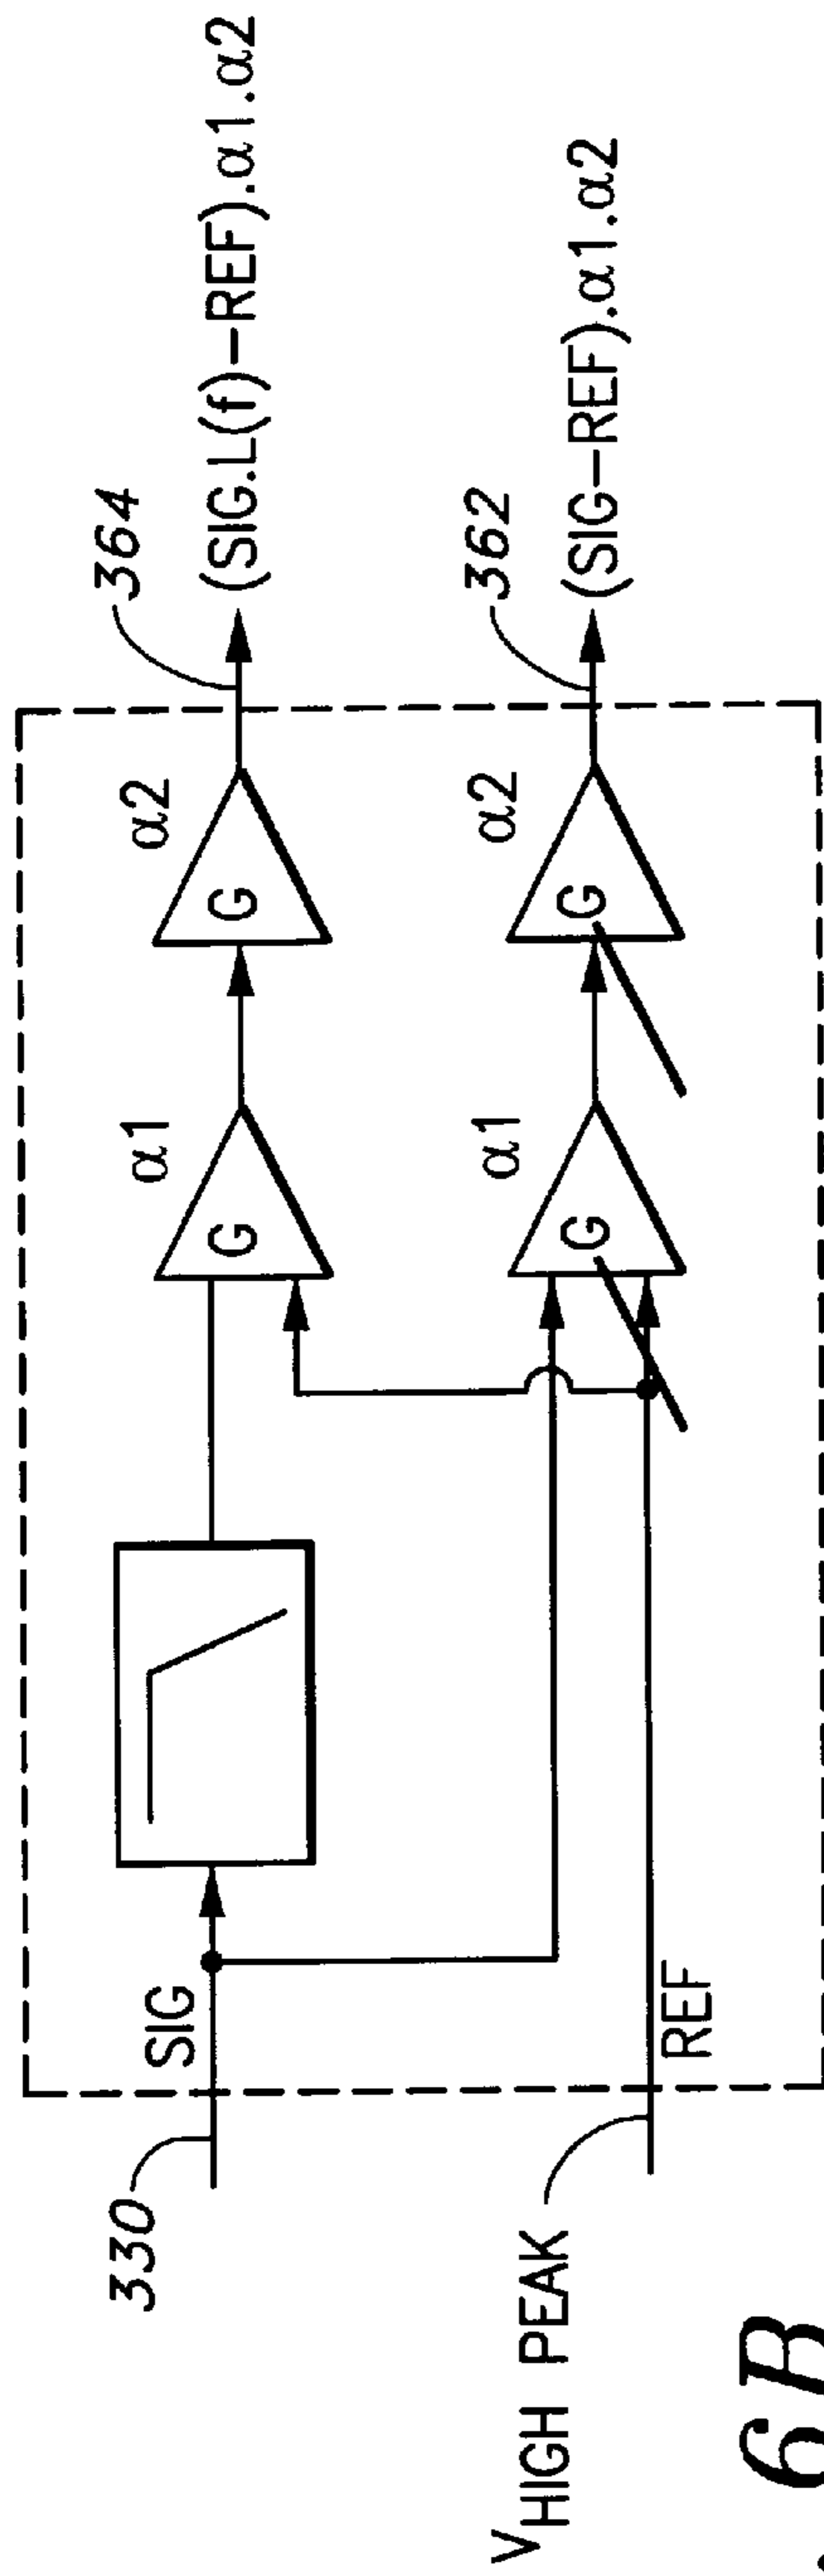 330
SIG
α1
G
α2
G
364
(SIG.L(f)-REF).α1.α2
V HIGH PEAK
REF
α1
G
α2
G
362
(SIG-REF).α1.α2
6B